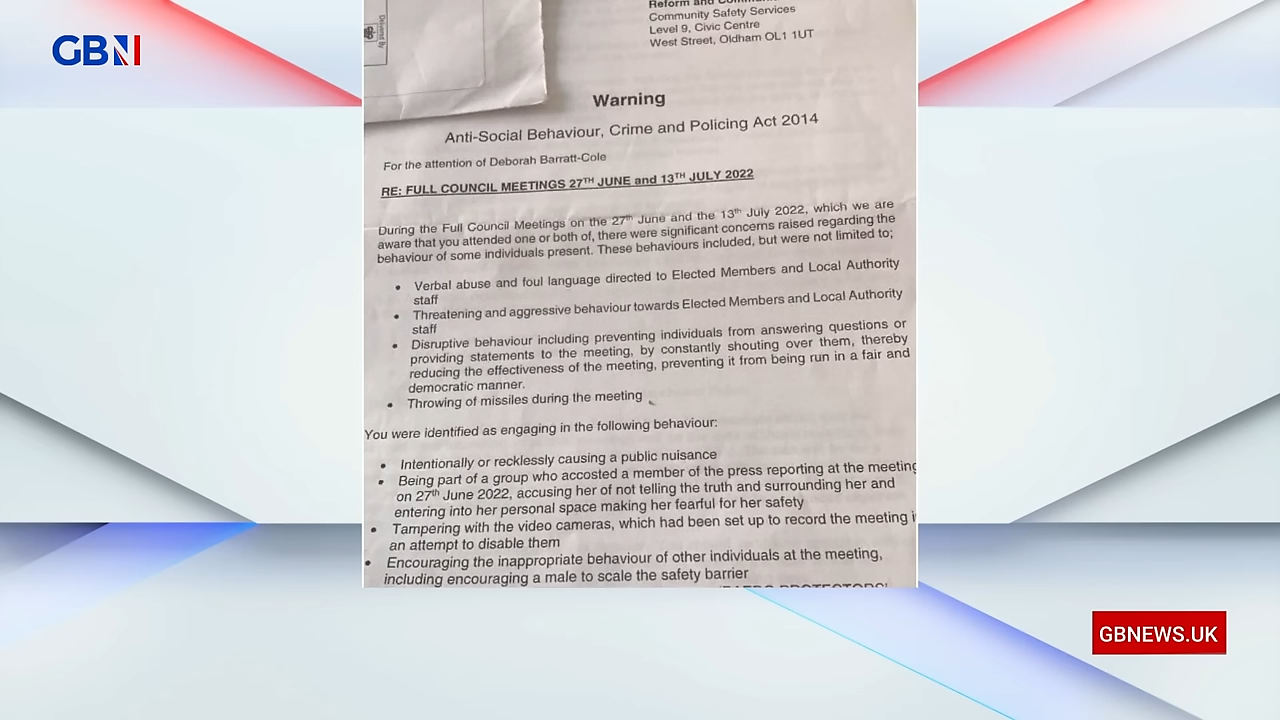 GBN
Delivered by
Reform and
Community Safety Services
Level 9, Civic Centre
West Street, Oldham OL1 1UT
Warning
Anti-Social Behaviour, Crime and Policing Act 2014
For the attention of Deborah Barratt-Cole
RE: FULL COUNCIL MEETINGS 27TH JUNE and 13TH JULY 2022
During the Full Council Meetings on the 27th June and the 13th July 2022, which we are
aware that you attended one or both of, there were significant concerns raised regarding the
behaviour of some individuals present. These behaviours included, but were not limited to;
• Verbal abuse and foul language directed to Elected Members and Local Authority
staff
• Threatening and aggressive behaviour towards Elected Members and Local Authority
staff
• Disruptive behaviour including preventing individuals from answering questions or
providing statements to the meeting, by constantly shouting over them, thereby
reducing the effectiveness of the meeting, preventing it from being run in a fair and
democratic manner.
• Throwing of missiles during the meeting
You were identified as engaging in the following behaviour:
• Intentionally or recklessly causing a public nuisance
• Being part of a group who accosted a member of the press reporting at the meeting
on 27th June 2022, accusing her of not telling the truth and surrounding her and
entering into her personal space making her fearful for her safety
• Tampering with the video cameras, which had been set up to record the meeting i
an attempt to disable them
• Encouraging the inappropriate behaviour of other individuals at the meeting,
including encouraging a male to scale the safety barrier
GBNEWS.UK